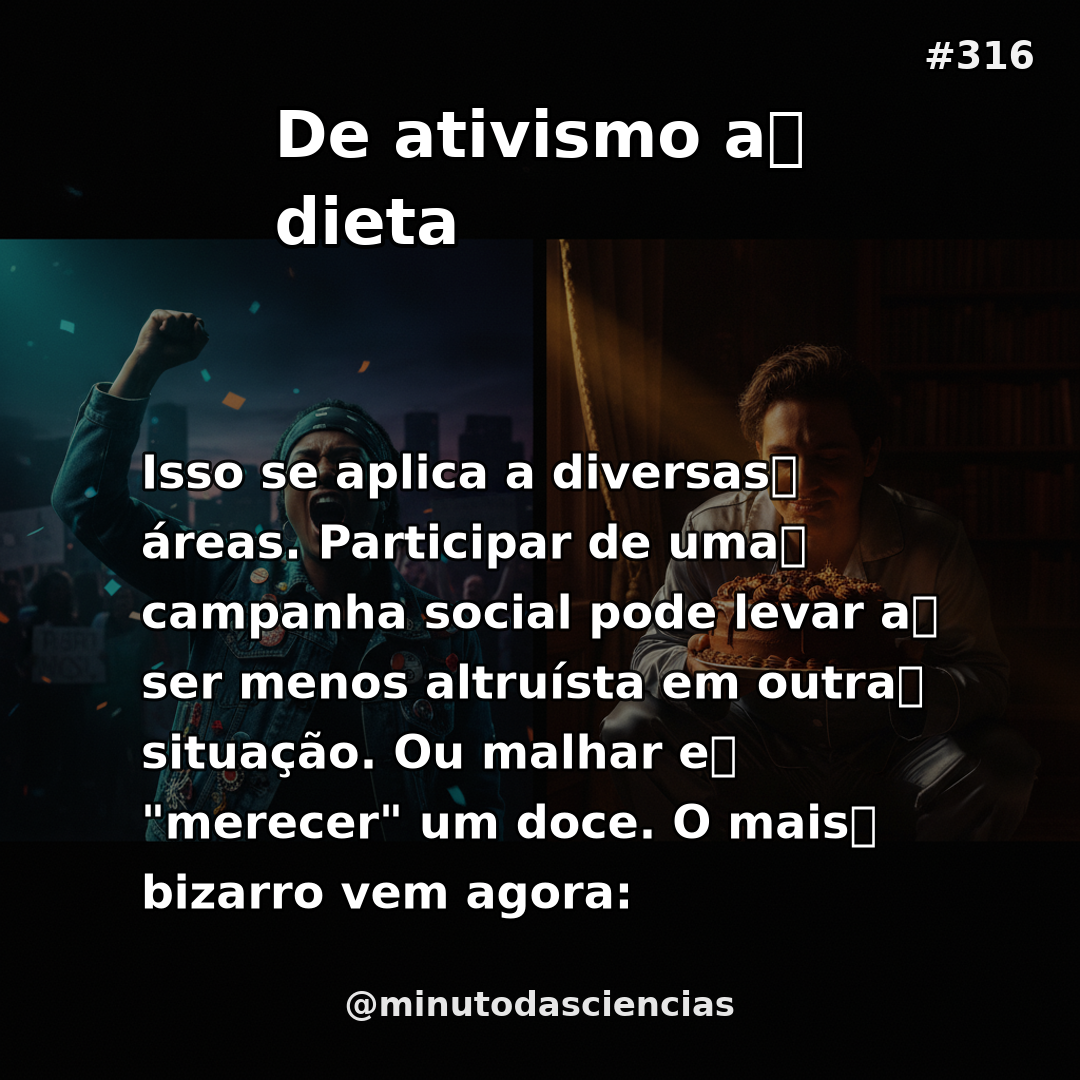 #316
De ativismo a
dieta
Isso se aplica a diversas
áreas. Participar de uma
campanha social pode levar a
ser menos altruísta em outra
situação. Ou malhar e
"merecer" um doce. O mais
bizarro vem agora:
@minutodasciencias